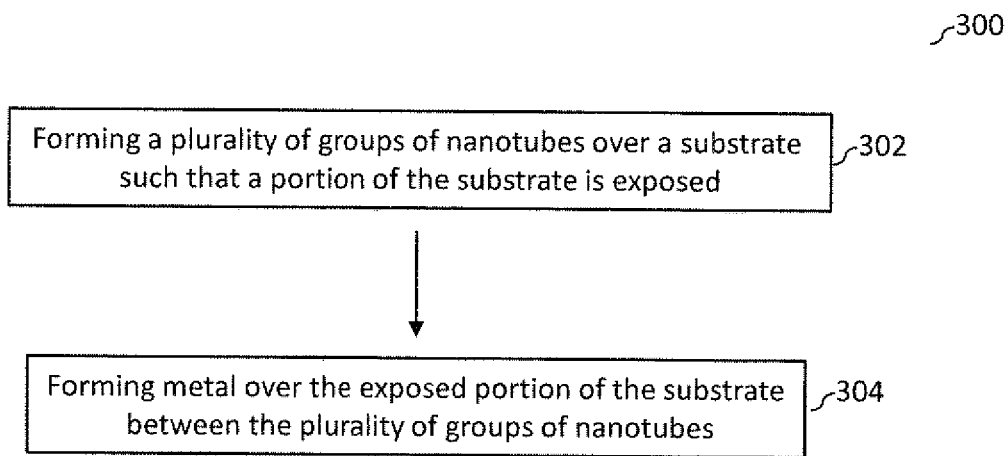 300
Forming a plurality of groups of nanotubes over a substrate
such that a portion of the substrate is exposed
302
Forming metal over the exposed portion of the substrate
between the plurality of groups of nanotubes
304